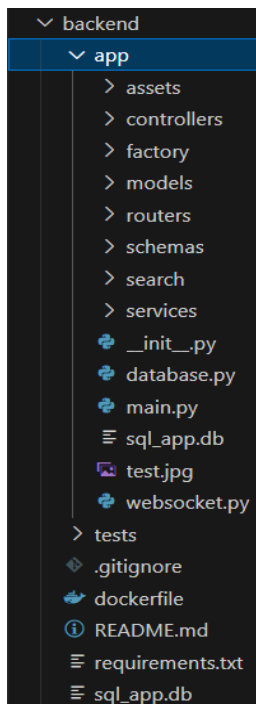 backend
app
assets
controllers
factory
models
routers
schemas
search
services
__init__.py
database.py
main.py
sql_app.db
test.jpg
websocket.py
tests
.gitignore
dockerfile
README.md
requirements.txt
sql_app.db